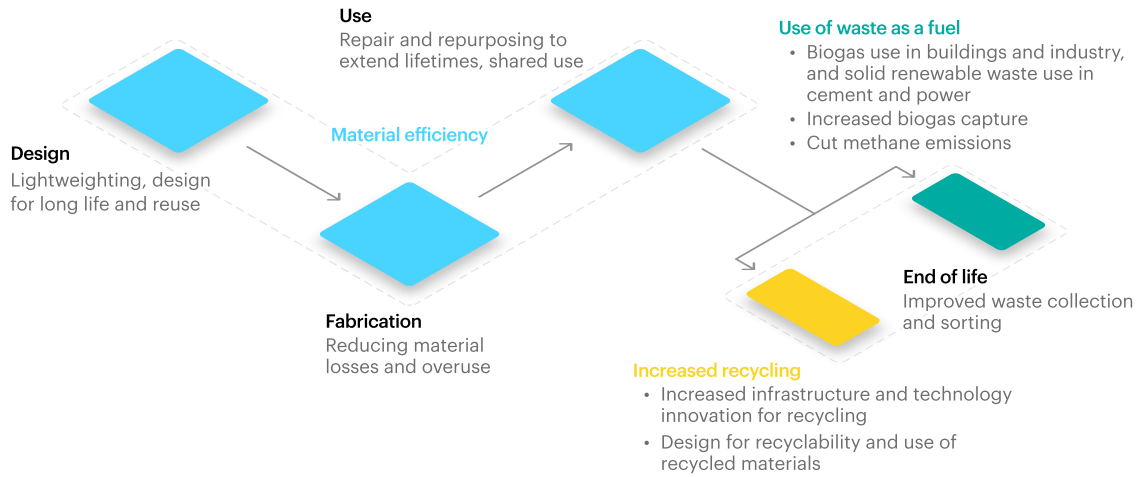 Use
Repair and repurposing to
extend lifetimes, shared use
Use of waste as a fuel
• Biogas use in buildings and industry,
and solid renewable waste use in
cement and power
• Increased biogas capture
• Cut methane emissions
Material efficiency
Design
Lightweighting, design
for long life and reuse
Fabrication
Reducing material
losses and overuse
End of life
Improved waste collection
and sorting
Increased recycling
• Increased infrastructure and technology
innovation for recycling
• Design for recyclability and use of
recycled materials